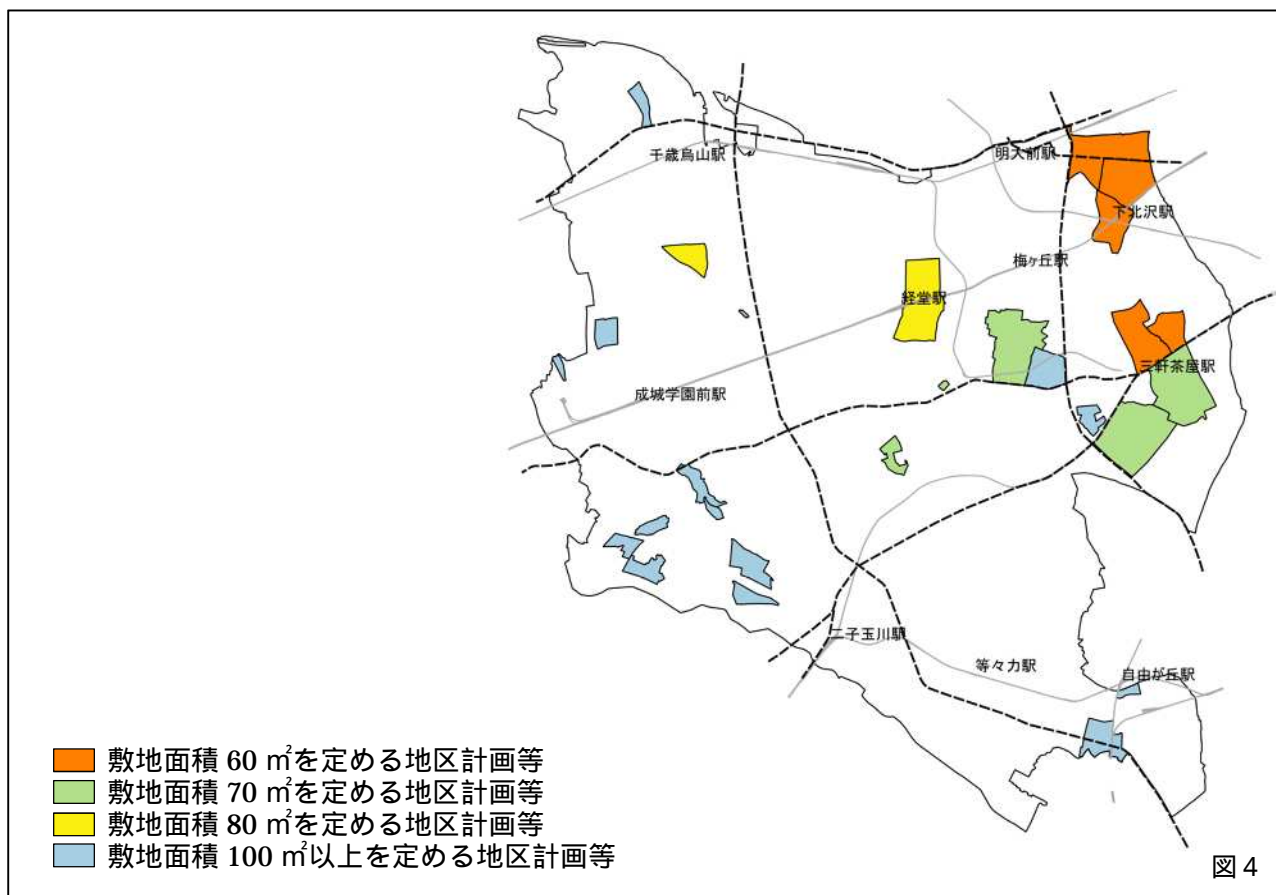 千歳烏山駅
明大前駅
下北沢駅
梅ヶ丘駅
経堂駅
三軒茶屋駅
成城学園前駅
二子玉川駅
等々力駅
自由が丘駅
敷地面積 60 ㎡を定める地区計画等
敷地面積 70 ㎡を定める地区計画等
敷地面積 80 ㎡を定める地区計画等
敷地面積 100 ㎡以上を定める地区計画等
図４